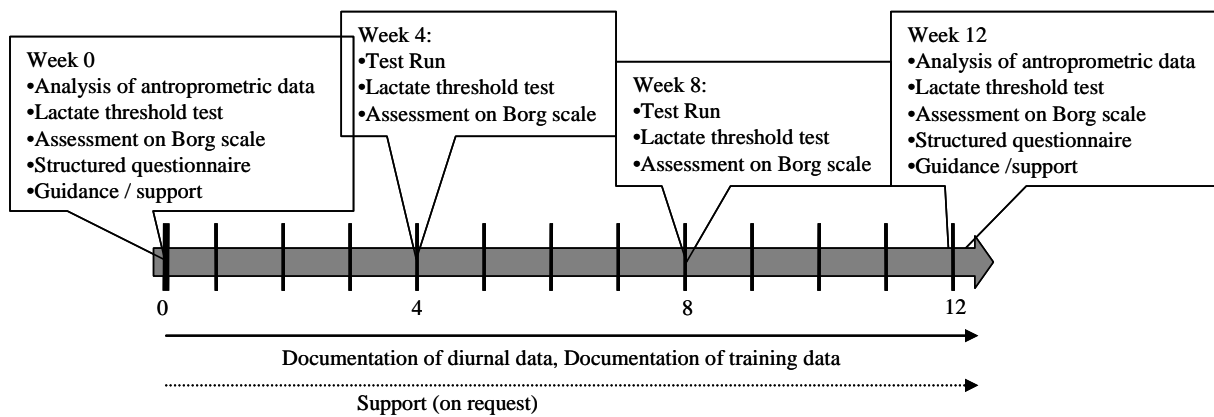 Week 0
•Analysis of antroprometric data
•Lactate threshold test
•Assessment on Borg scale
•Structured questionnaire
•Guidance / support
Week 4:
•Test Run
•Lactate threshold test
•Assessment on Borg scale
Week 8:
•Test Run
•Lactate threshold test
•Assessment on Borg scale
Week 12
•Analysis of antroprometric data
•Lactate threshold test
•Assessment on Borg scale
•Structured questionnaire
•Guidance /support
0 4 8 12
Documentation of diurnal data, Documentation of training data
Support (on request)